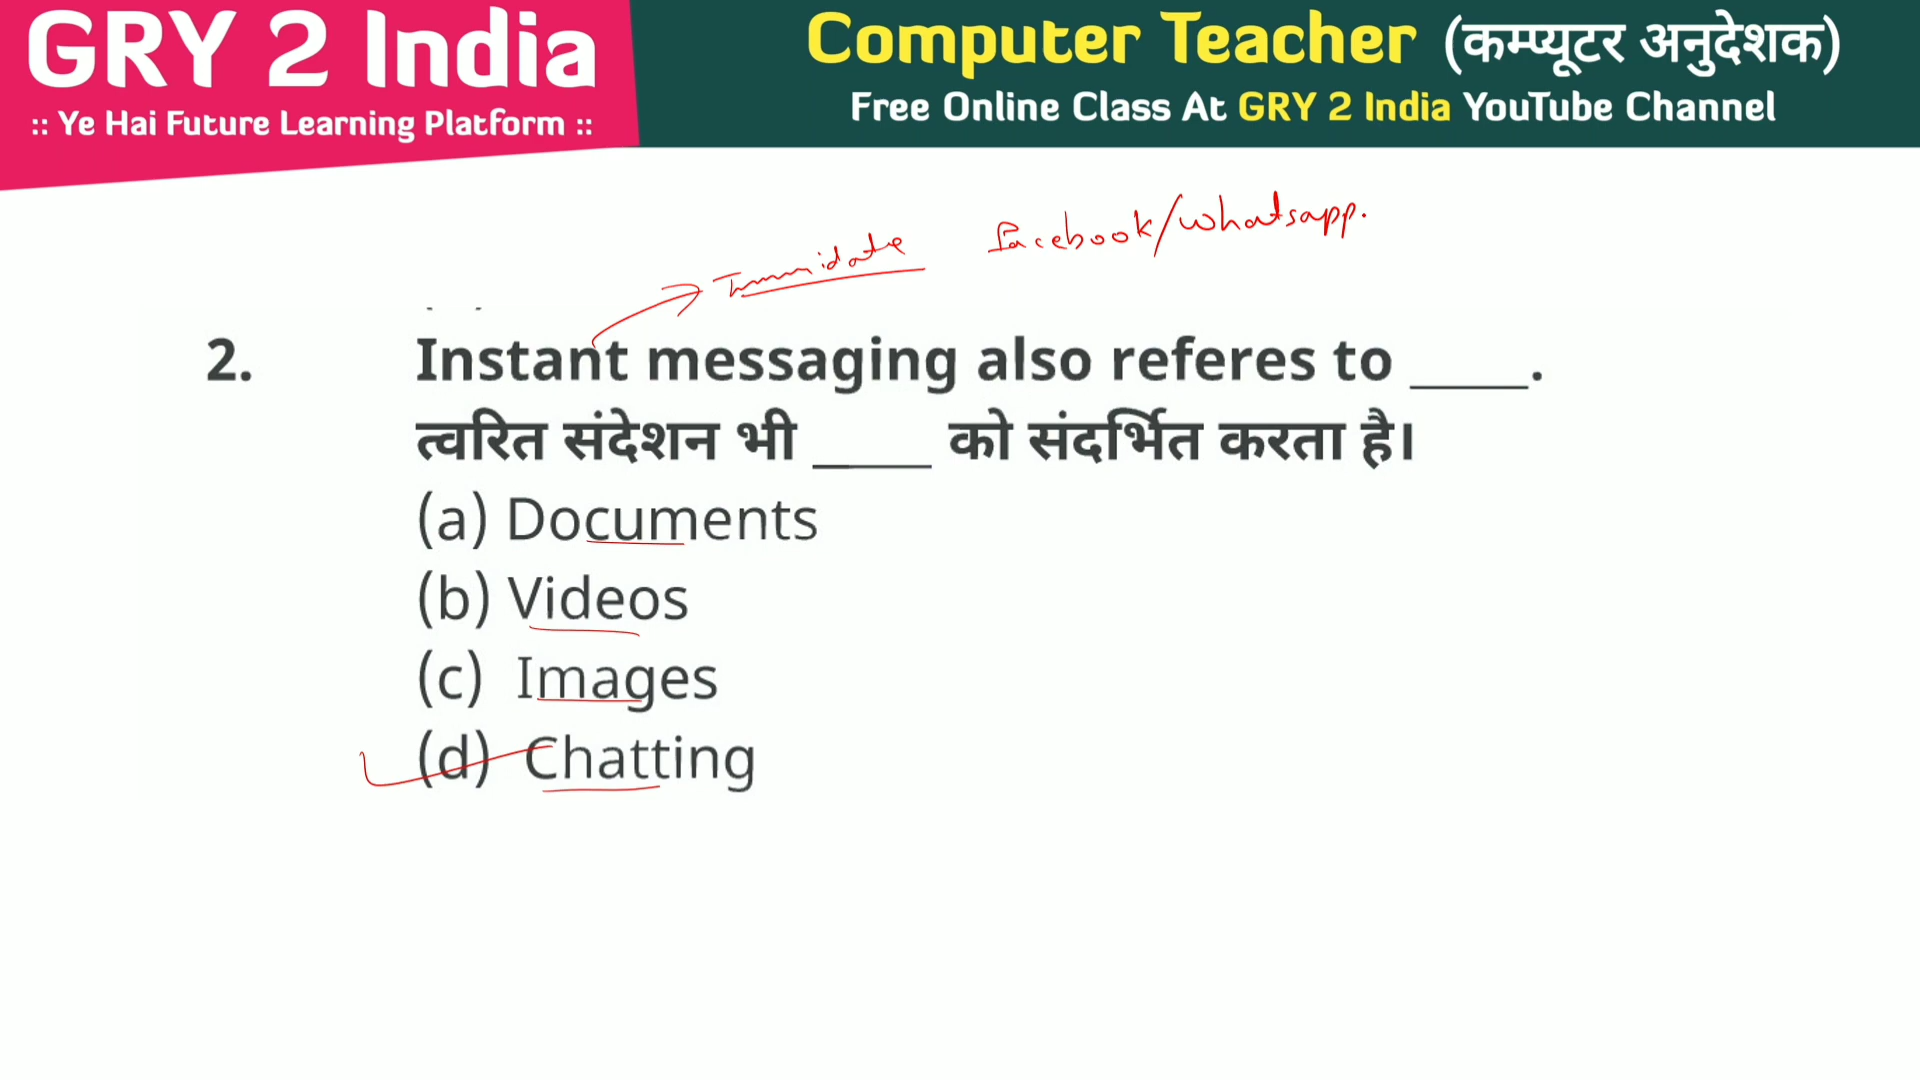 GRY 2 India
:: Ye Hai Future Learning Platform ::
Computer Teacher (कम्प्यूटर अनुदेशक)
Free Online Class At GRY 2 India YouTube Channel
Facebook/Whatsapp.
Immidate
2. Instant messaging also referes to _____.
त्वरित संदेशन भी _____ को संदर्भित करता है।
(a) Documents
(b) Videos
(c) Images
(d) Chatting